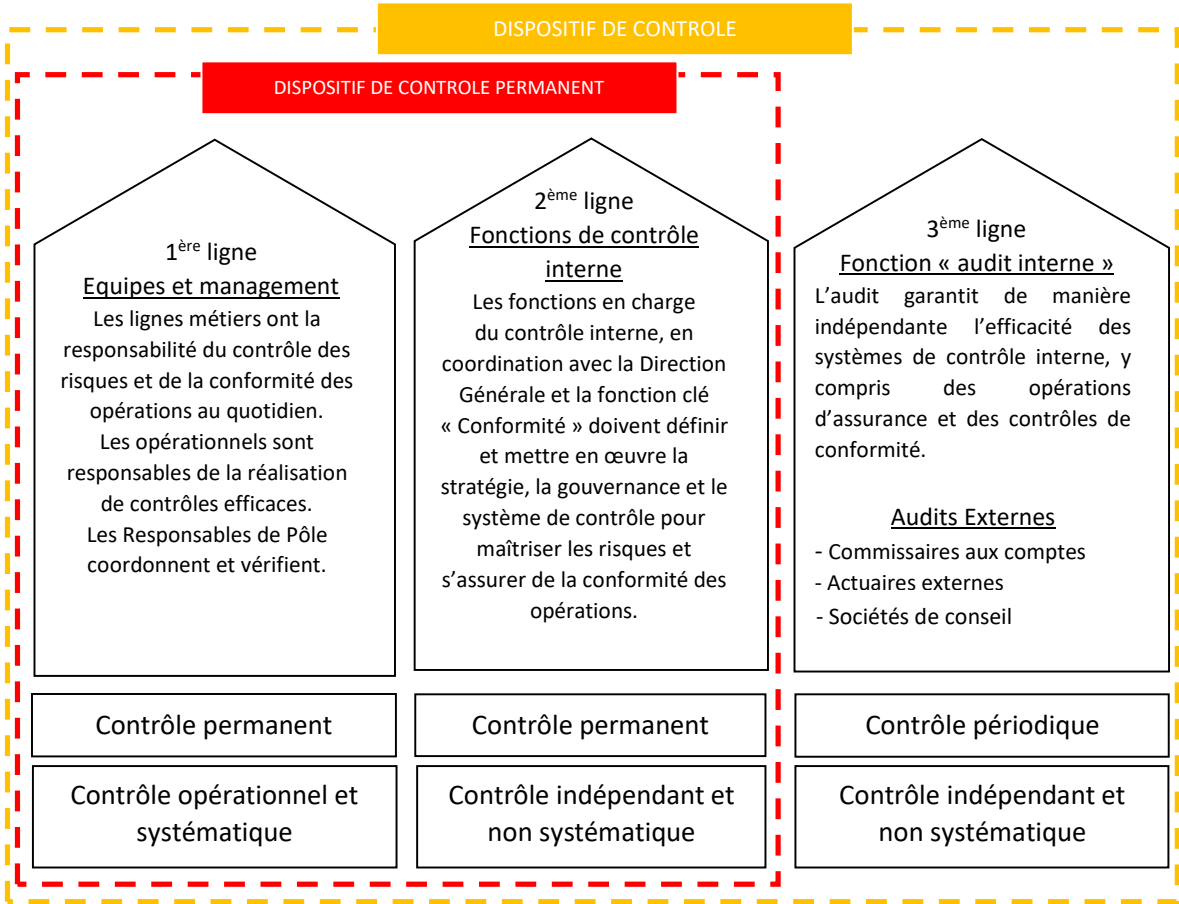 DISPOSITIF DE CONTROLE
DISPOSITIF DE CONTROLE PERMANENT
1ère ligne
Equipes et management
Les lignes métiers ont la
responsabilité du contrôle des
risques et de la conformité des
opérations au quotidien.
Les opérationnels sont
responsables de la réalisation
de contrôles efficaces.
Les Responsables de Pôle
coordonnent et vérifient.
2ème ligne
Fonctions de contrôle
interne
Les fonctions en charge
du contrôle interne, en
coordination avec la Direction
Générale et la fonction clé
« Conformité » doivent définir
et mettre en œuvre la
stratégie, la gouvernance et le
système de contrôle pour
maîtriser les risques et
s’assurer de la conformité des
opérations.
3ème ligne
Fonction « audit interne »
L’audit garantit de manière
indépendante l’efficacité des
systèmes de contrôle interne, y
compris des opérations
d’assurance et des contrôles de
conformité.
Audits Externes
- Commissaires aux comptes
- Actuaires externes
- Sociétés de conseil
Contrôle permanent
Contrôle permanent
Contrôle périodique
Contrôle opérationnel et
systématique
Contrôle indépendant et
non systématique
Contrôle indépendant et
non systématique